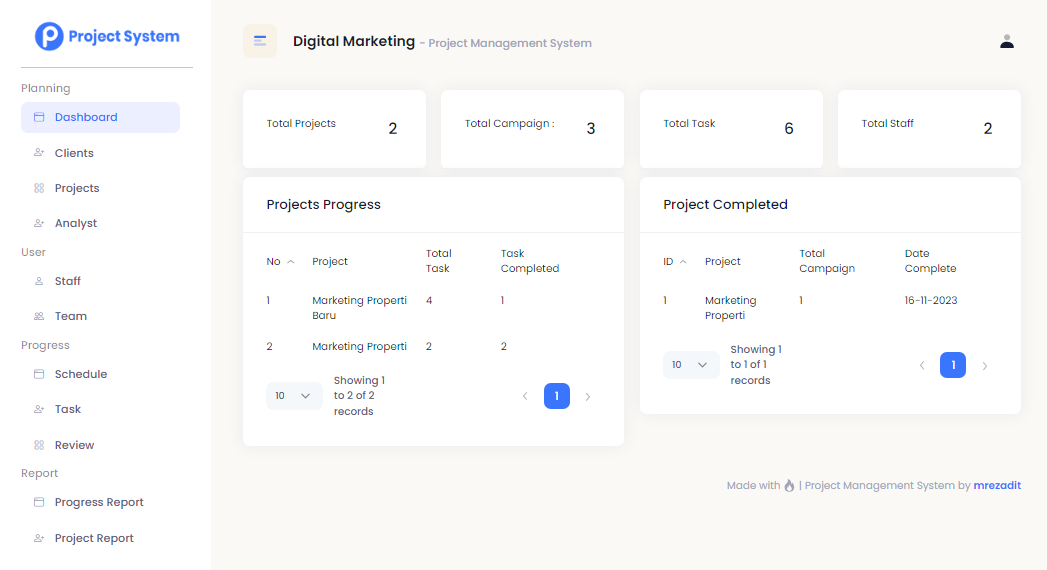 Project System
Planning
Dashboard
Clients
Projects
Analyst
User
Staff
Team
Progress
Schedule
Task
Review
Report
Progress Report
Project Report
Digital Marketing - Project Management System
Total Projects 2
Total Campaign : 3
Total Task 6
Total Staff 2
Projects Progress
No Project Total Task Task Completed
1 Marketing Properti Baru 4 1
2 Marketing Properti 2 2
10 Showing 1 to 2 of 2 records 1
Project Completed
ID Project Total Campaign Date Complete
1 Marketing Properti 1 16-11-2023
10 Showing 1 to 1 of 1 records 1
Made with | Project Management System by mrezadit